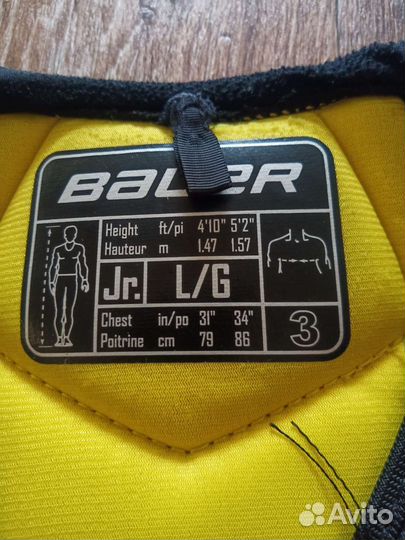 BAUER
Height ft/pi 4'10" 5'2"
Hauteur m 1.47 1.57
Jr. L/G
Chest in/po 31" 34"
Poitrine cm 79 86
3
Avito